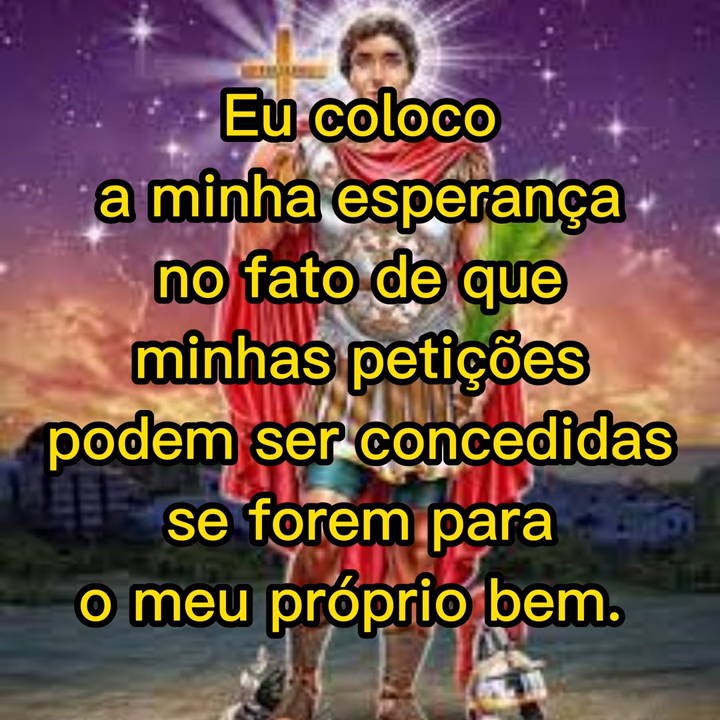 Eu coloco
a minha esperança
no fato de que
minhas petições
podem ser concedidas
se forem para
o meu próprio bem.